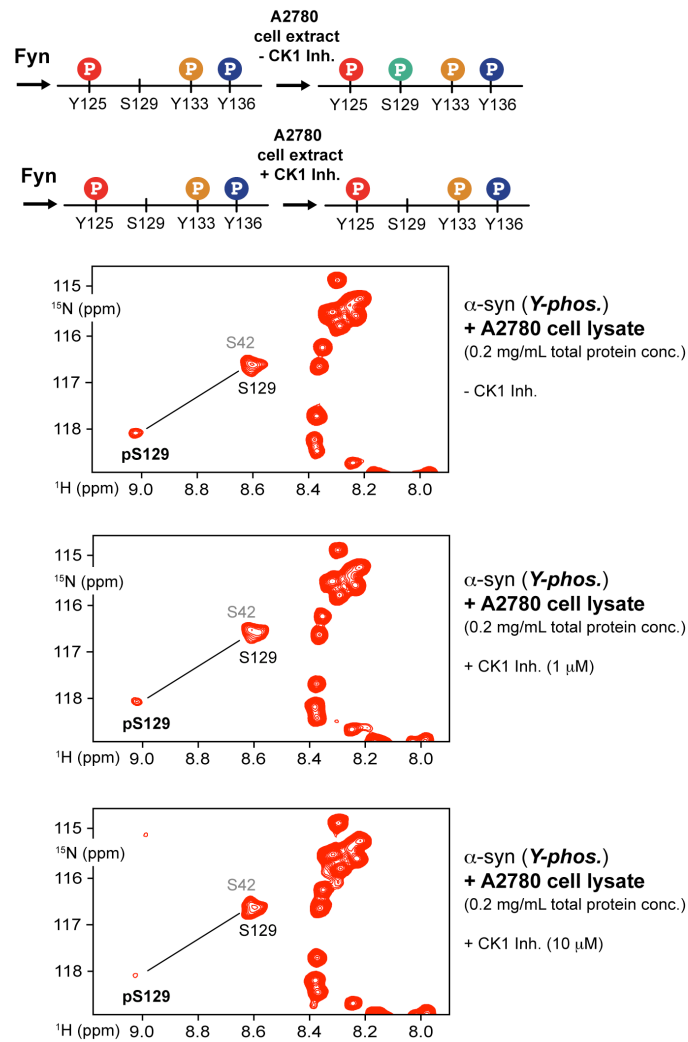 A2780
cell extract
- CK1 Inh.
Fyn
P P P P P P P
Y125 S129 Y133 Y136 Y125 S129 Y133 Y136
A2780
cell extract
+ CK1 Inh.
Fyn
P P P P P P
Y125 S129 Y133 Y136 Y125 S129 Y133 Y136
115
¹⁵N (ppm)
116
117
118
S42
S129
pS129
¹H (ppm) 9.0 8.8 8.6 8.4 8.2 8.0
α-syn (Y-phos.)
+ A2780 cell lysate
(0.2 mg/mL total protein conc.)
- CK1 Inh.
115
¹⁵N (ppm)
116
117
118
S42
S129
pS129
¹H (ppm) 9.0 8.8 8.6 8.4 8.2 8.0
α-syn (Y-phos.)
+ A2780 cell lysate
(0.2 mg/mL total protein conc.)
+ CK1 Inh. (1 μM)
115
¹⁵N (ppm)
116
117
118
S42
S129
pS129
¹H (ppm) 9.0 8.8 8.6 8.4 8.2 8.0
α-syn (Y-phos.)
+ A2780 cell lysate
(0.2 mg/mL total protein conc.)
+ CK1 Inh. (10 μM)